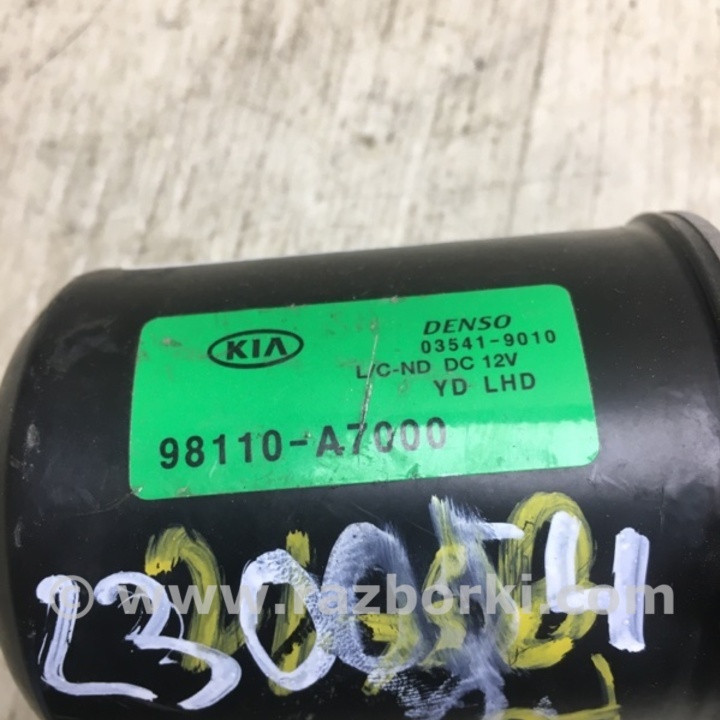 KIA
DENSO
03541-9010
L/C-ND DC 12V
YD LHD
98110-A7000
© www.razborki.com